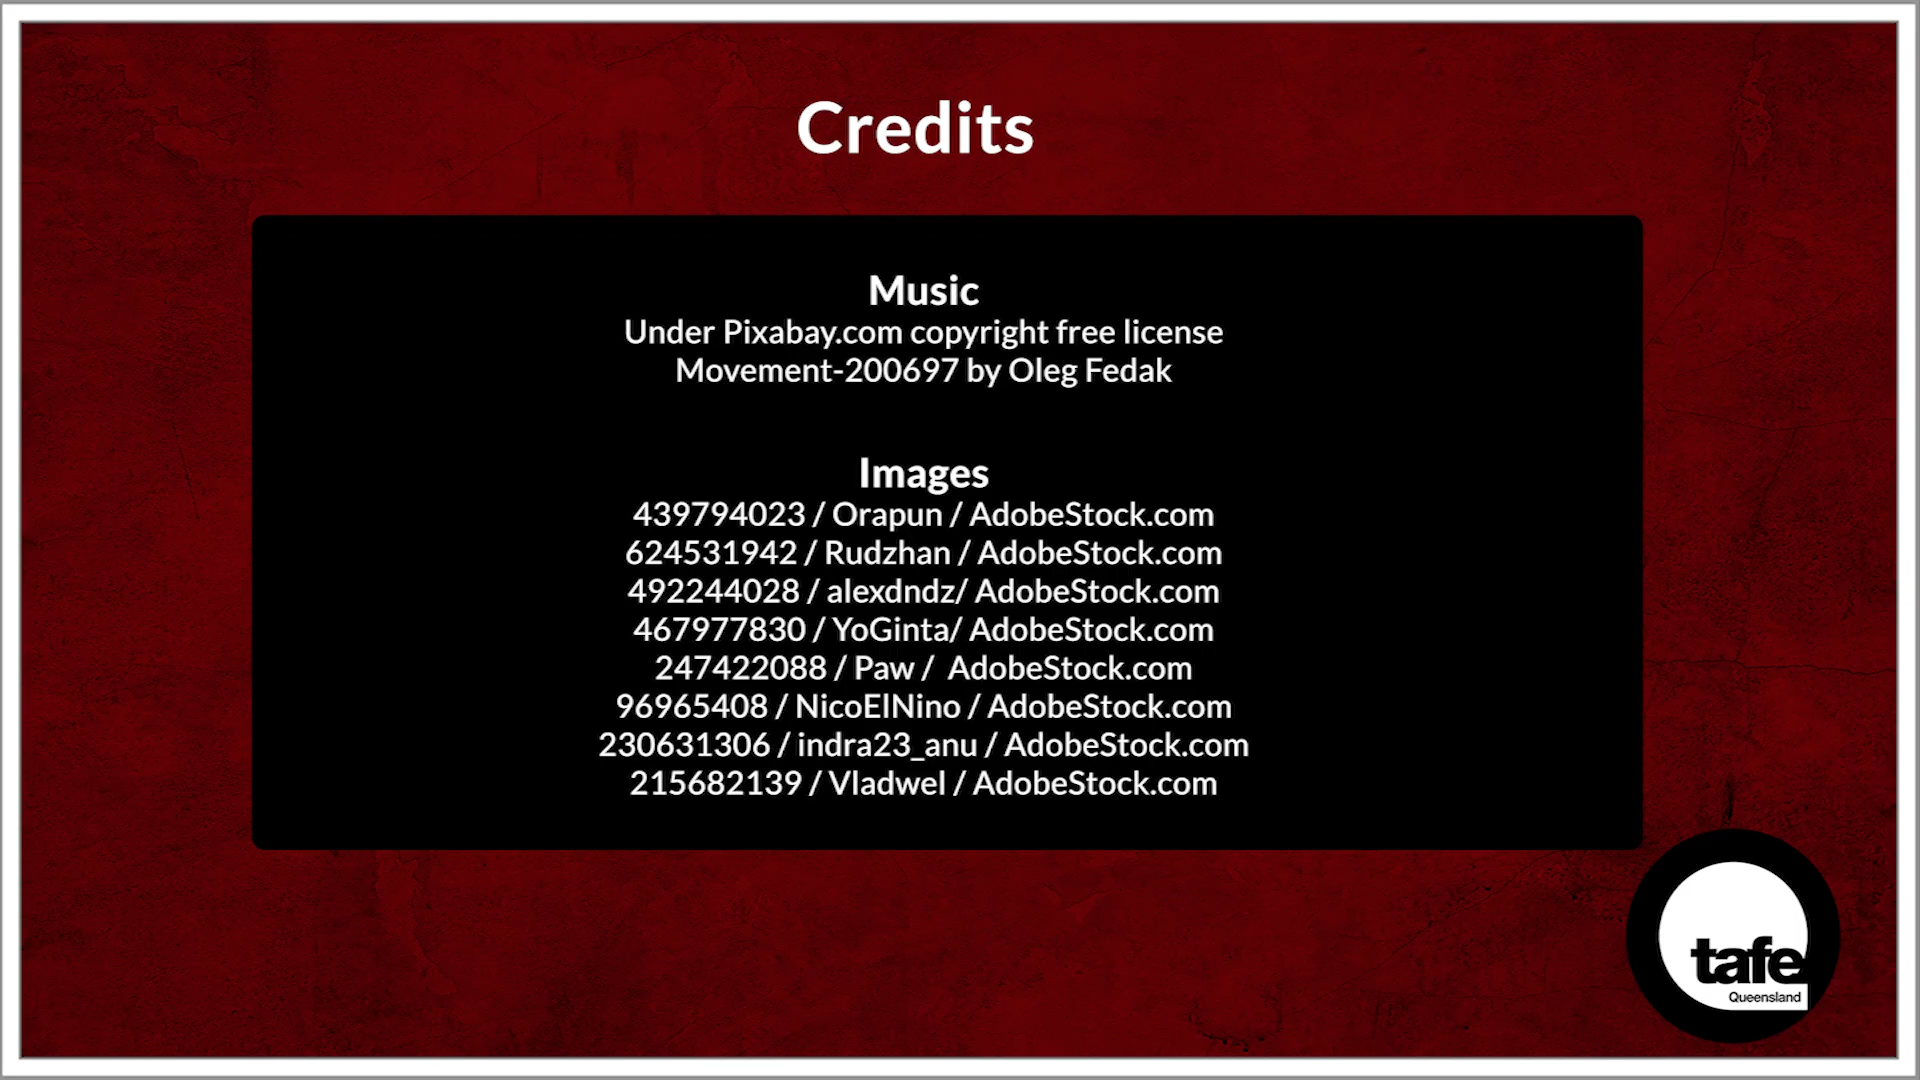 Credits
Music
Under Pixabay.com copyright free license
Movement-200697 by Oleg Fedak
Images
439794023 / Orapun / AdobeStock.com
624531942 / Rudzhan / AdobeStock.com
492244028 / alexdndz/ AdobeStock.com
467977830 / YoGinta/ AdobeStock.com
247422088 / Paw /  AdobeStock.com
96965408 / NicoElNino / AdobeStock.com
230631306 / indra23_anu / AdobeStock.com
215682139 / Vladwel / AdobeStock.com
tafe
Queensland